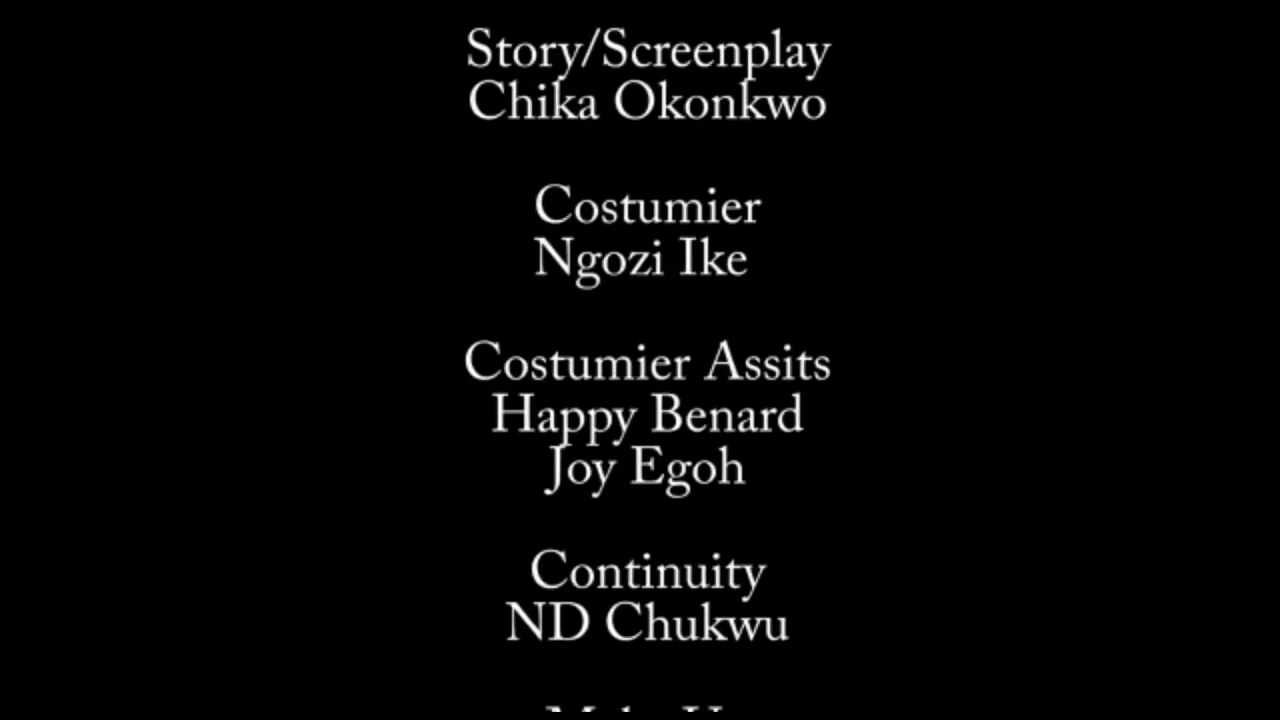 Story/Screenplay
Chika Okonkwo
Costumier
Ngozi Ike
Costumier Assits
Happy Benard
Joy Egoh
Continuity
ND Chukwu